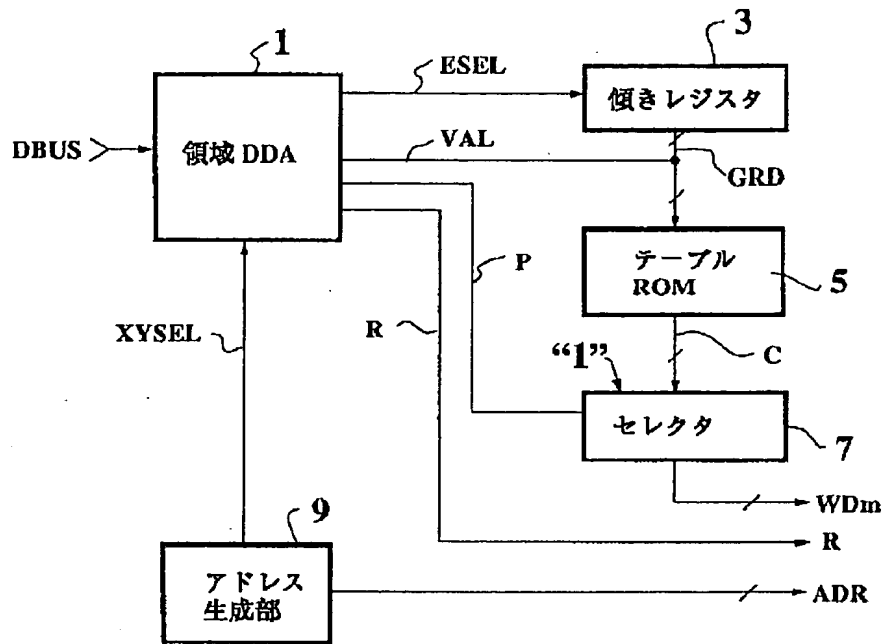 1
3
ESEL
傾きレジスタ
DBUS
領域 DDA
VAL
GRD
P
テーブル
ROM
5
XYSEL
R
“1”
C
セレクタ
7
WDm
9
R
アドレス
生成部
ADR